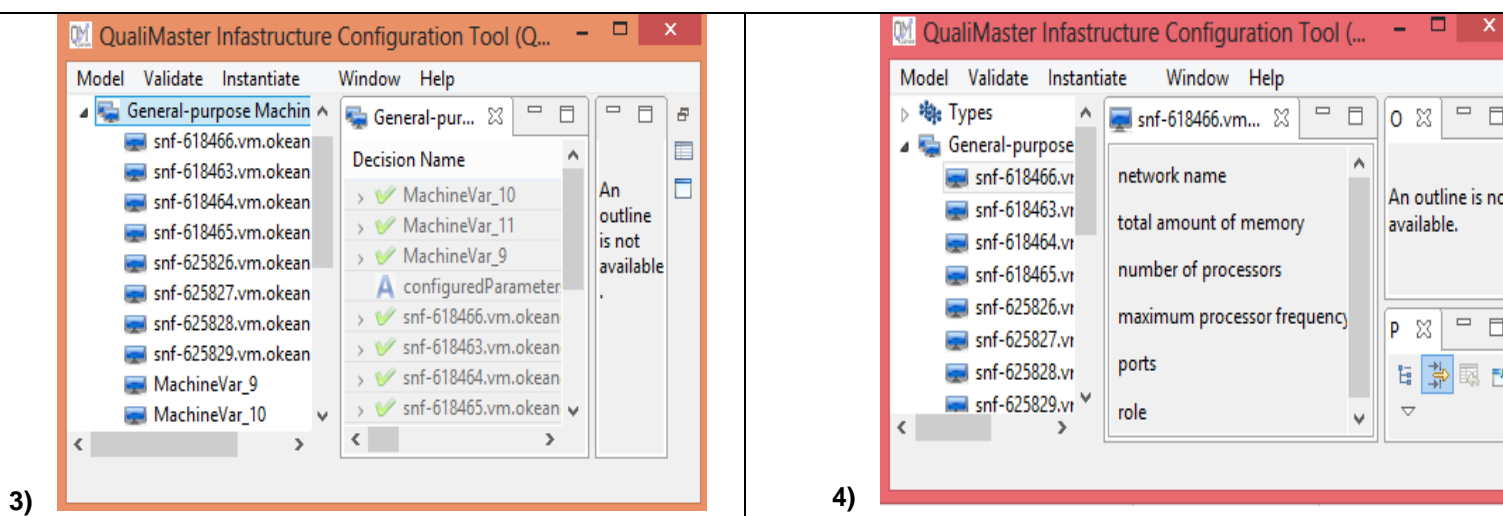 QualiMaster Infastructure Configuration Tool (Q...
Model Validate Instantiate Window Help
General-purpose Machin
snf-618466.vm.okean
snf-618463.vm.okean
snf-618464.vm.okean
snf-618465.vm.okean
snf-625826.vm.okean
snf-625827.vm.okean
snf-625828.vm.okean
snf-625829.vm.okean
MachineVar_9
MachineVar_10
General-pur...
Decision Name
MachineVar_10
MachineVar_11
MachineVar_9
configuredParameter
snf-618466.vm.okean
snf-618463.vm.okean
snf-618464.vm.okean
snf-618465.vm.okean
An
outline
is not
available
.
3)
QualiMaster Infastructure Configuration Tool (...
Model Validate Instantiate Window Help
Types
General-purpose
snf-618466.vr
snf-618463.vr
snf-618464.vr
snf-618465.vr
snf-625826.vr
snf-625827.vr
snf-625828.vr
snf-625829.vr
snf-618466.vm...
network name
total amount of memory
number of processors
maximum processor frequency
ports
role
O
An outline is no
available.
P
4)